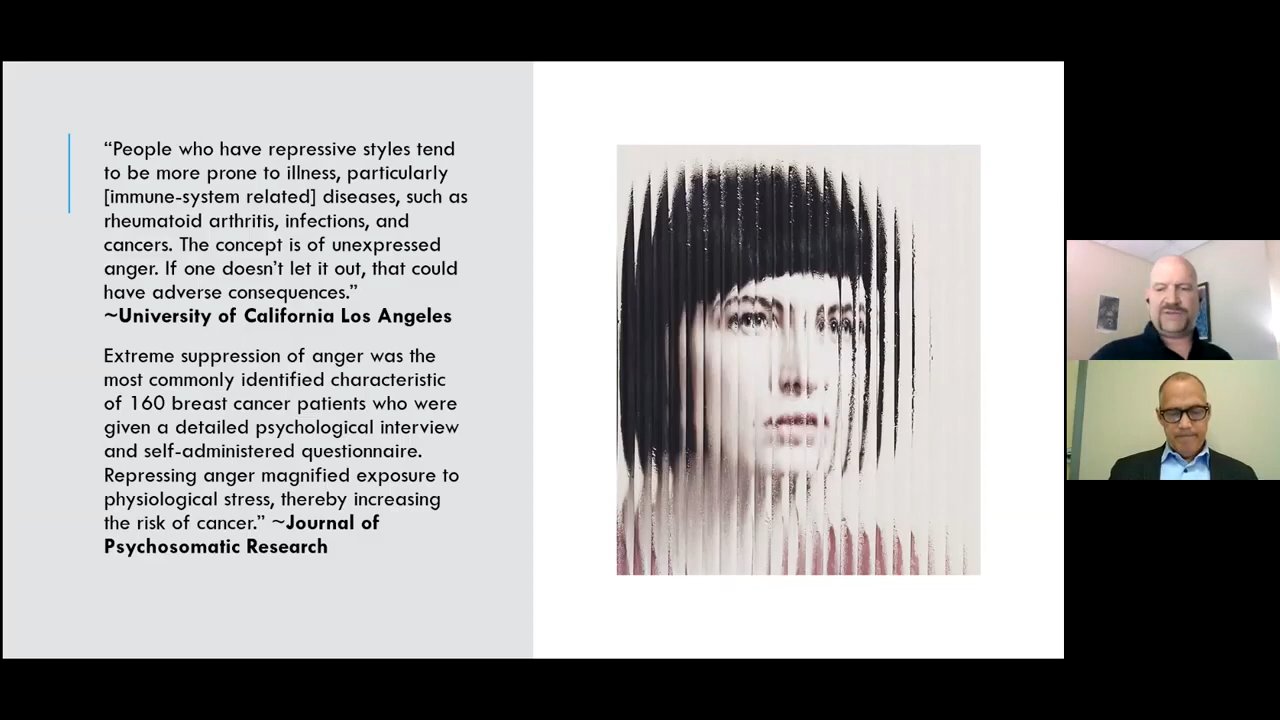 “People who have repressive styles tend
to be more prone to illness, particularly
[immune-system related] diseases, such as
rheumatoid arthritis, infections, and
cancers. The concept is of unexpressed
anger. If one doesn’t let it out, that could
have adverse consequences.”
~University of California Los Angeles
Extreme suppression of anger was the
most commonly identified characteristic
of 160 breast cancer patients who were
given a detailed psychological interview
and self-administered questionnaire.
Repressing anger magnified exposure to
physiological stress, thereby increasing
the risk of cancer.” ~Journal of
Psychosomatic Research